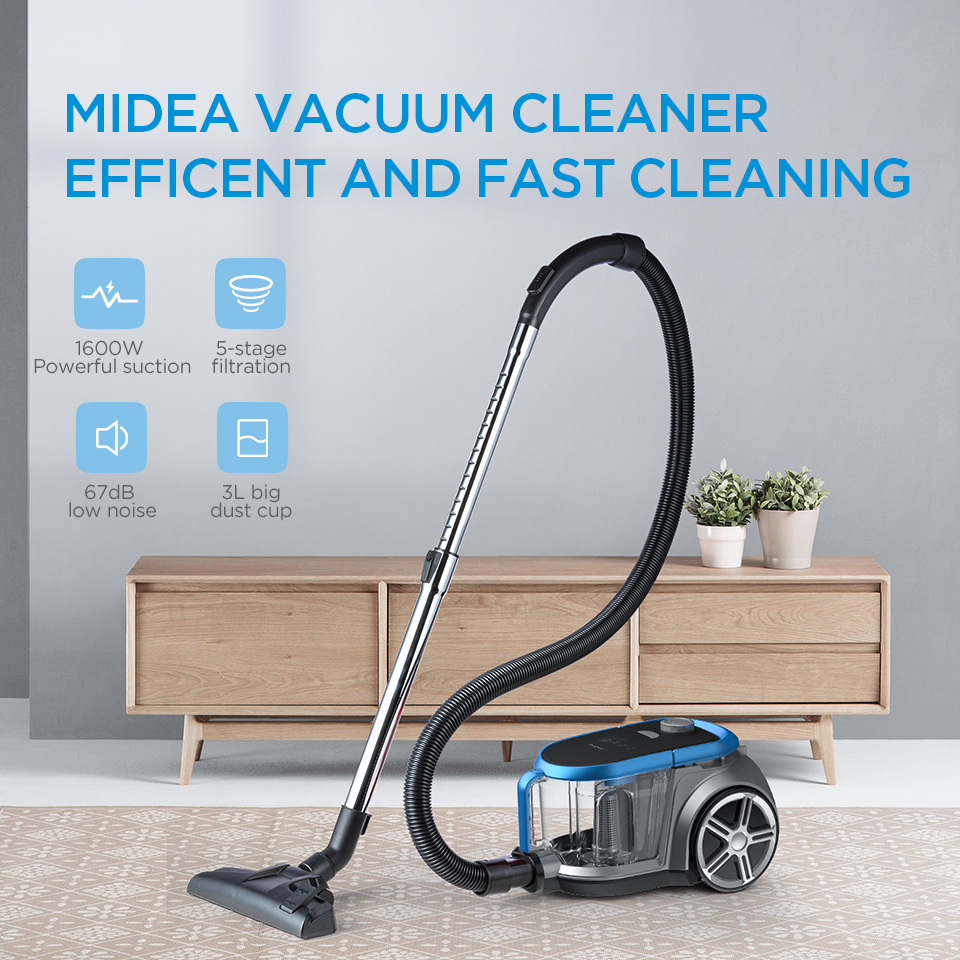 MIDEA VACUUM CLEANER
EFFICENT AND FAST CLEANING
1600W
Powerful suction
5-stage
filtration
67dB
low noise
3L big
dust cup